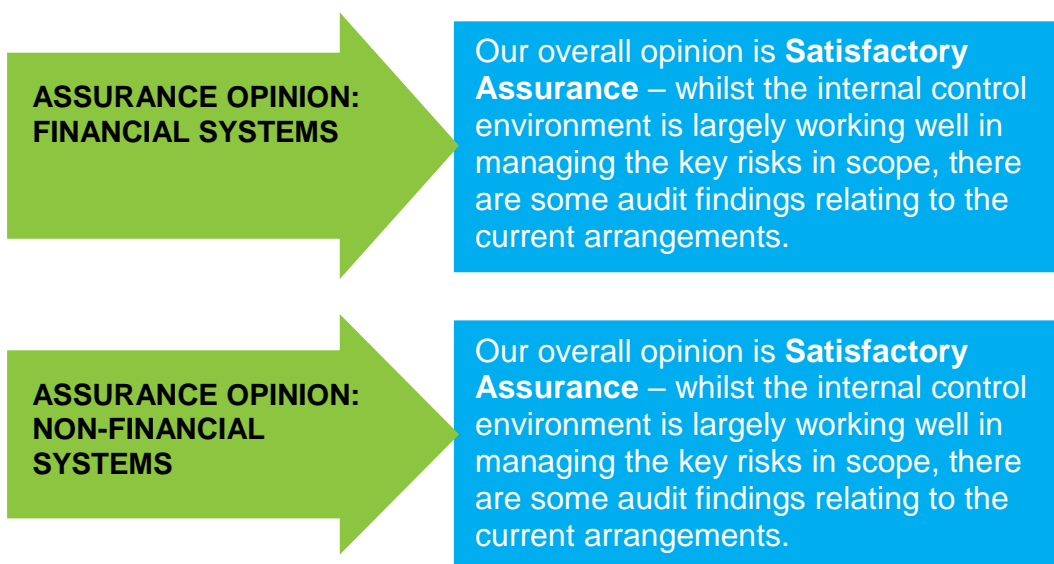 ASSURANCE OPINION:
FINANCIAL SYSTEMS
Our overall opinion is Satisfactory
Assurance – whilst the internal control
environment is largely working well in
managing the key risks in scope, there
are some audit findings relating to the
current arrangements.
ASSURANCE OPINION:
NON-FINANCIAL
SYSTEMS
Our overall opinion is Satisfactory
Assurance – whilst the internal control
environment is largely working well in
managing the key risks in scope, there
are some audit findings relating to the
current arrangements.